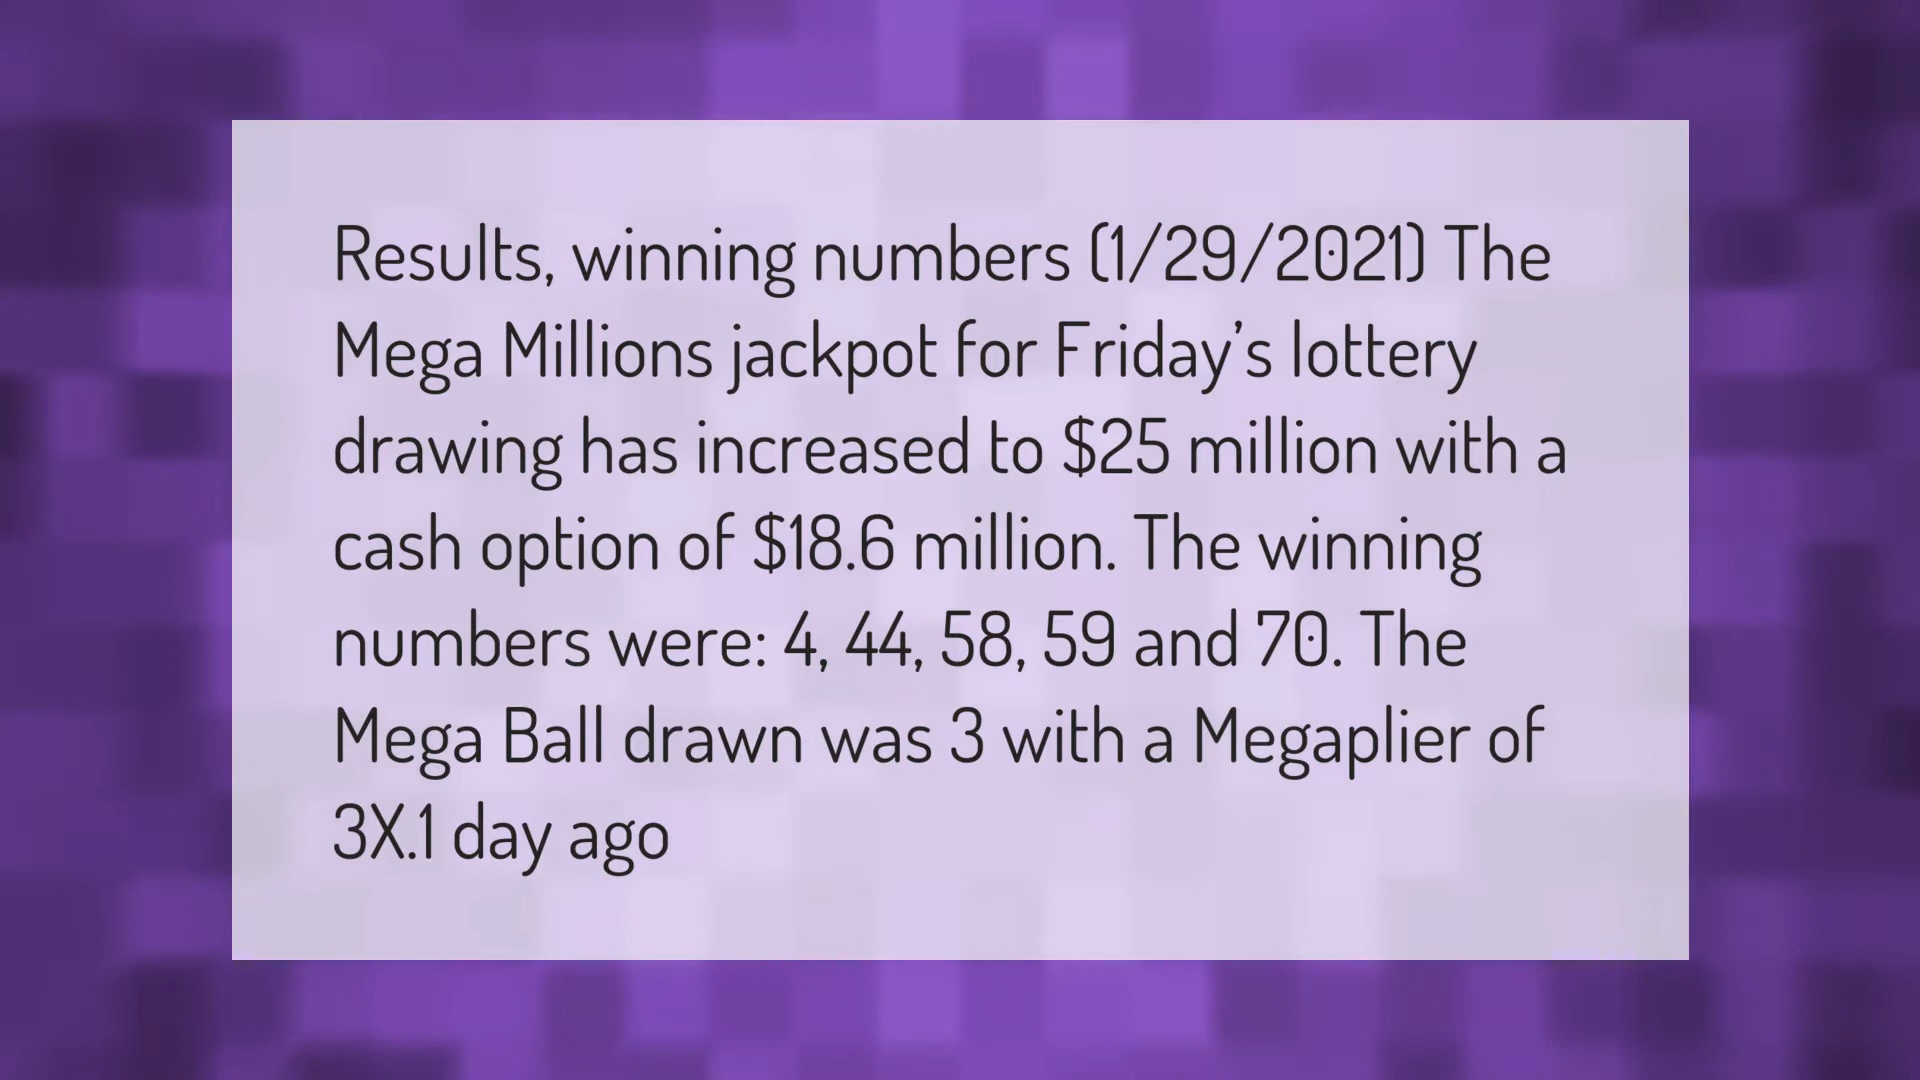 Results, winning numbers (1/29/2021) The
Mega Millions jackpot for Friday's lottery
drawing has increased to $25 million with a
cash option of $18.6 million. The winning
numbers were: 4, 44, 58, 59 and 70. The
Mega Ball drawn was 3 with a Megaplier of
3X.1 day ago